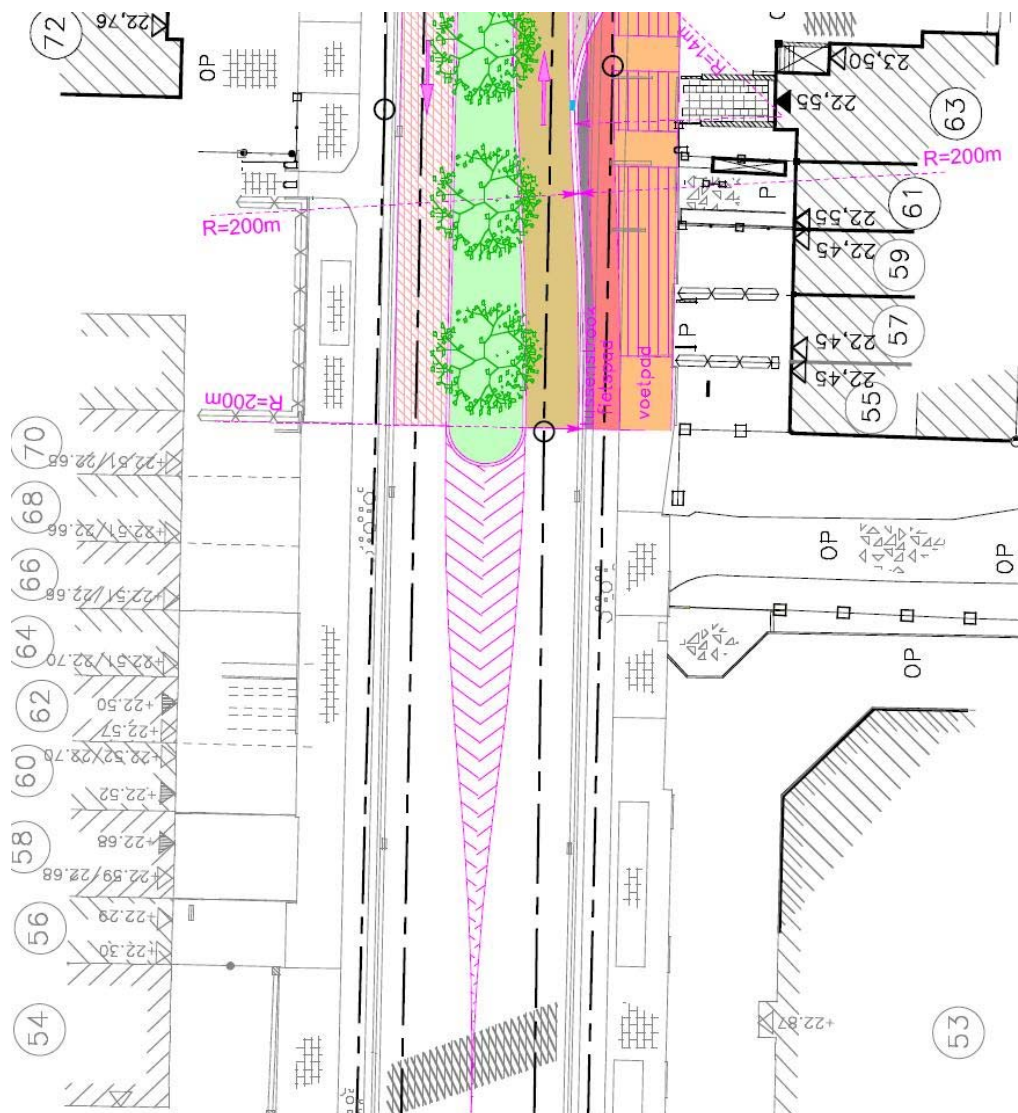 72
22,76
OP
R=14m
23,50
22,55
63
R=200m
R=200m
P
61
22,55
22,45
59
57
P
22,45
22,45
55
tussenstrook
fietspad
voetpad
R=200m
70
+22.51/22.65
68
+22.51/22.66
66
+22.51/22.66
64
+22.51/22.70
62
+22.50
+22.57
60
+22.52/22.70
+22.52
58
+22.68
+22.59/22.68
56
+22.29
+22.30
54
OP
OP
OP
+22.87
53